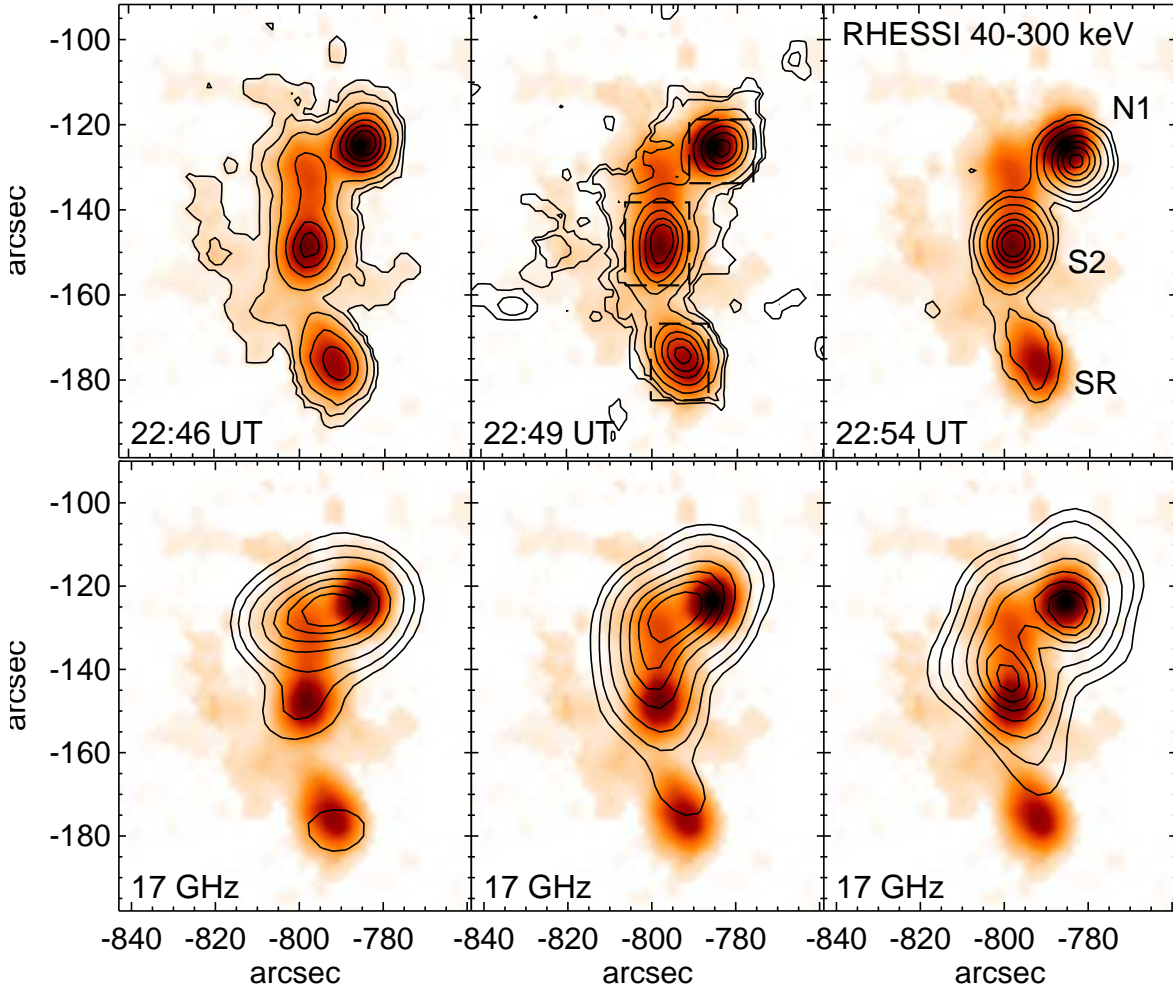 RHESSI 40-300 keV
-100
-120
-140
-160
-180
arcsec
N1
S2
SR
22:46 UT
22:49 UT
22:54 UT
-100
-120
-140
-160
-180
arcsec
17 GHz
17 GHz
17 GHz
-840 -820 -800 -780
-840 -820 -800 -780
-840 -820 -800 -780
arcsec
arcsec
arcsec